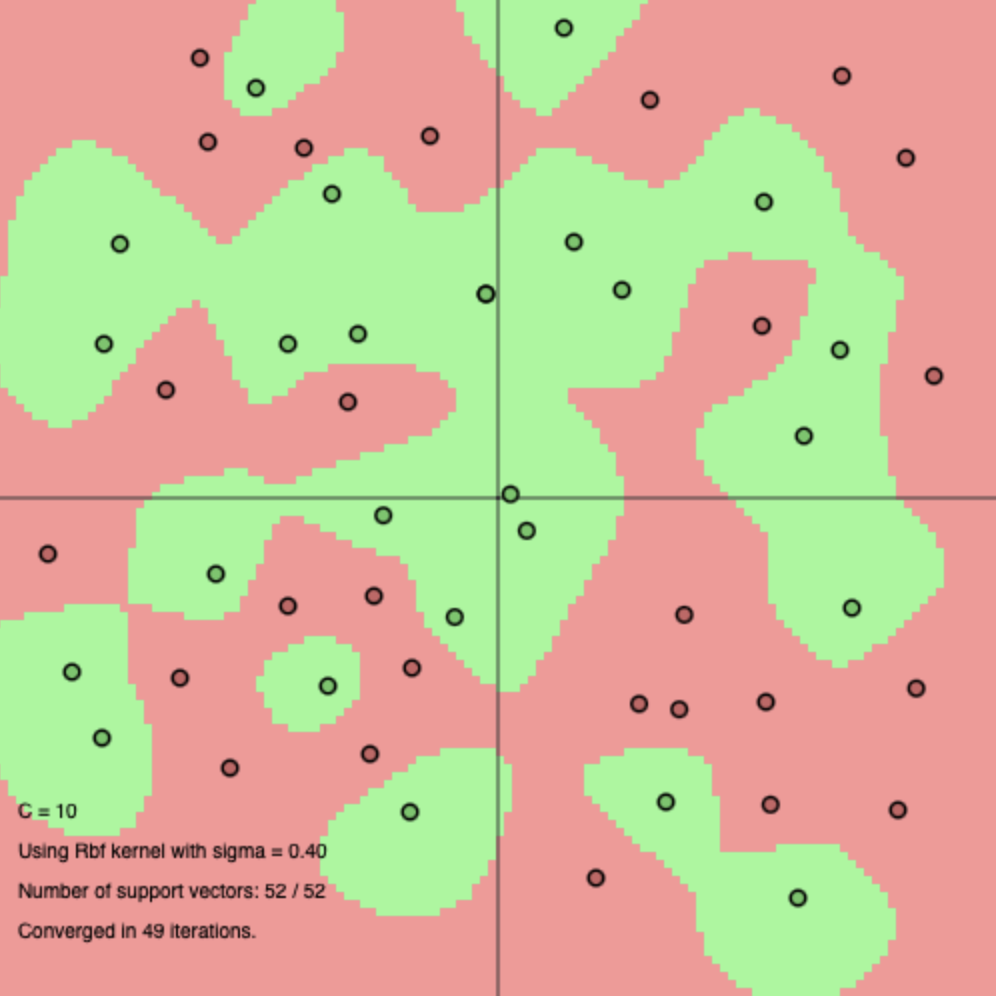 C = 10
Using Rbf kernel with sigma = 0.40
Number of support vectors: 52 / 52
Converged in 49 iterations.